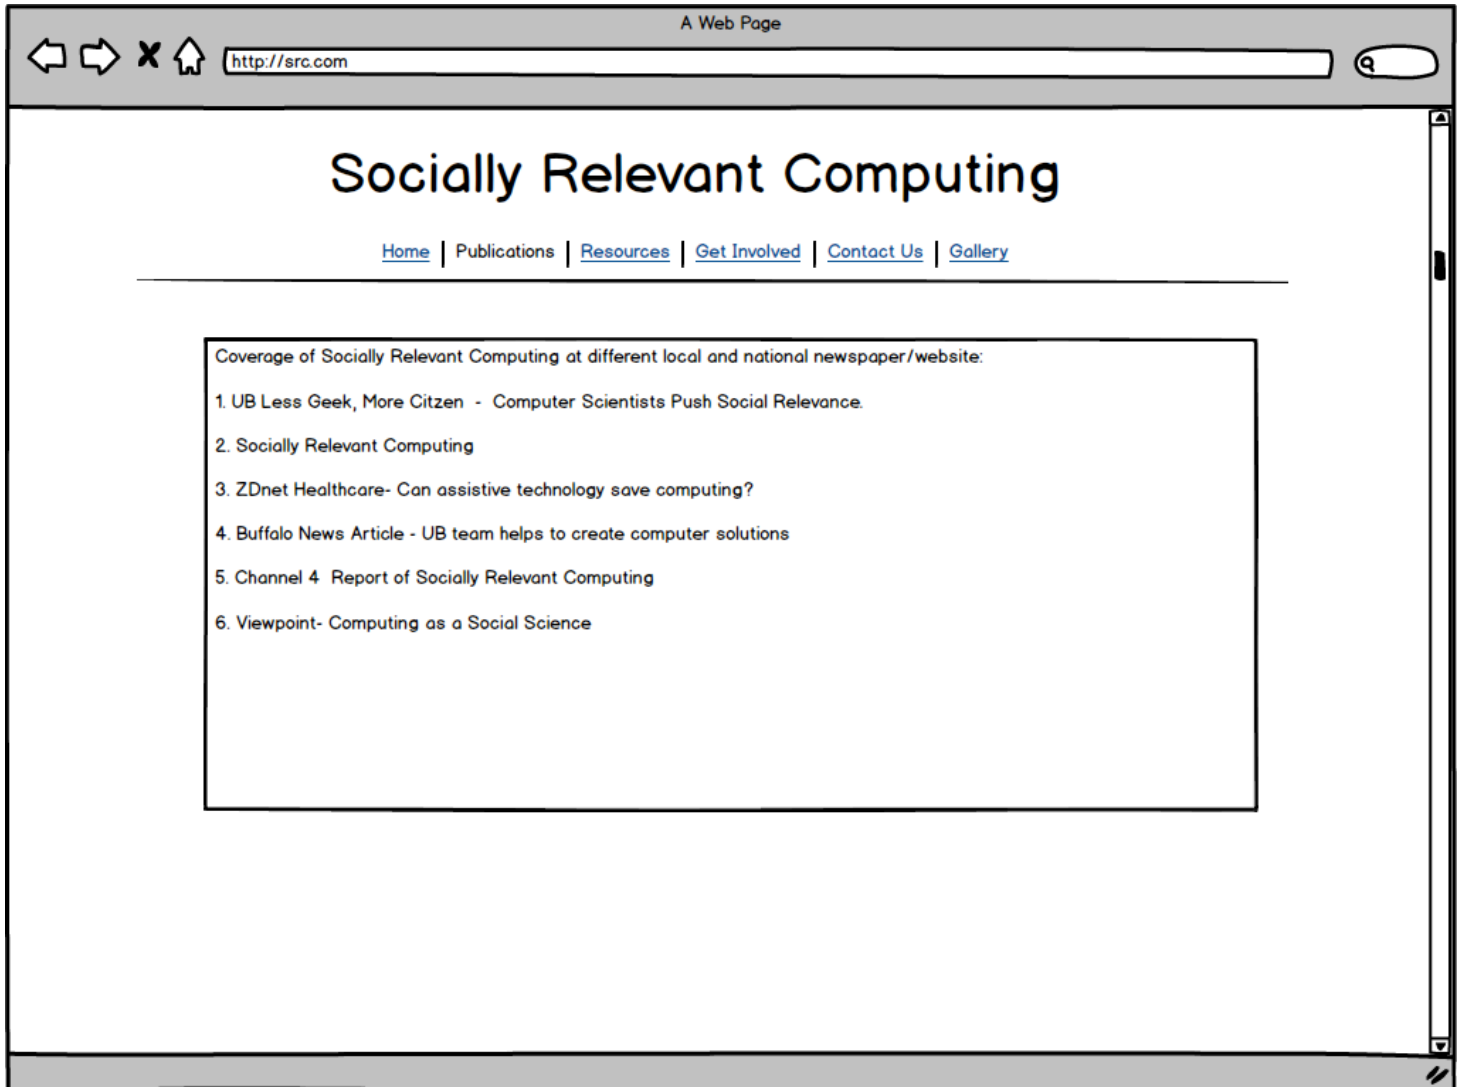 A Web Page
http://src.com
Socially Relevant Computing
Home | Publications | Resources | Get Involved | Contact Us | Gallery
Coverage of Socially Relevant Computing at different local and national newspaper/website:
1. UB Less Geek, More Citzen - Computer Scientists Push Social Relevance.
2. Socially Relevant Computing
3. ZDnet Healthcare- Can assistive technology save computing?
4. Buffalo News Article - UB team helps to create computer solutions
5. Channel 4 Report of Socially Relevant Computing
6. Viewpoint- Computing as a Social Science